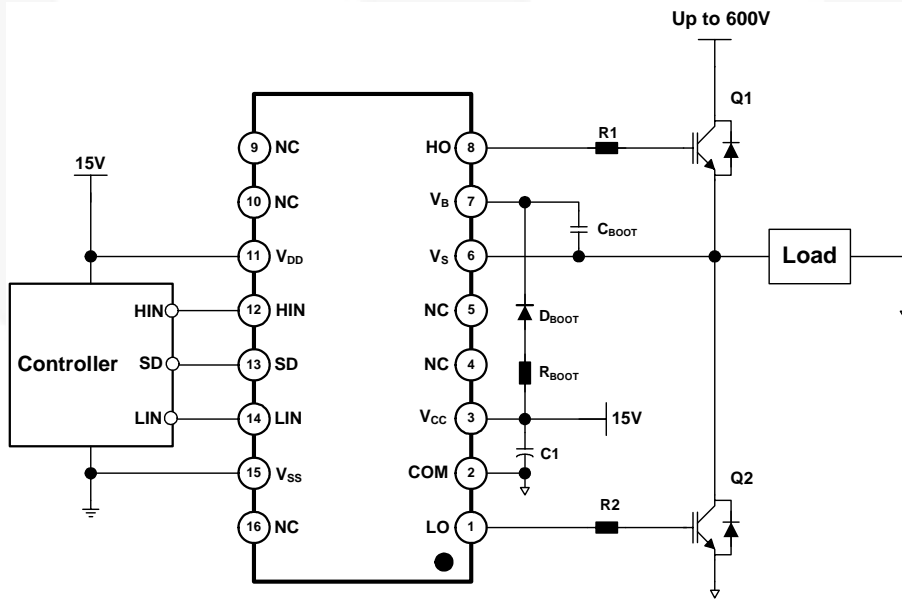 Up to 600V
Q1
9 NC
HO 8
R1
15V
10 NC
VB 7
CBOOT
11 VDD
VS 6
Load
HIN
12 HIN
NC 5
DBOOT
Controller
SD
13 SD
NC 4
RBOOT
LIN
14 LIN
VCC 3
15V
C1
15 VSS
COM 2
Q2
16 NC
LO 1
R2